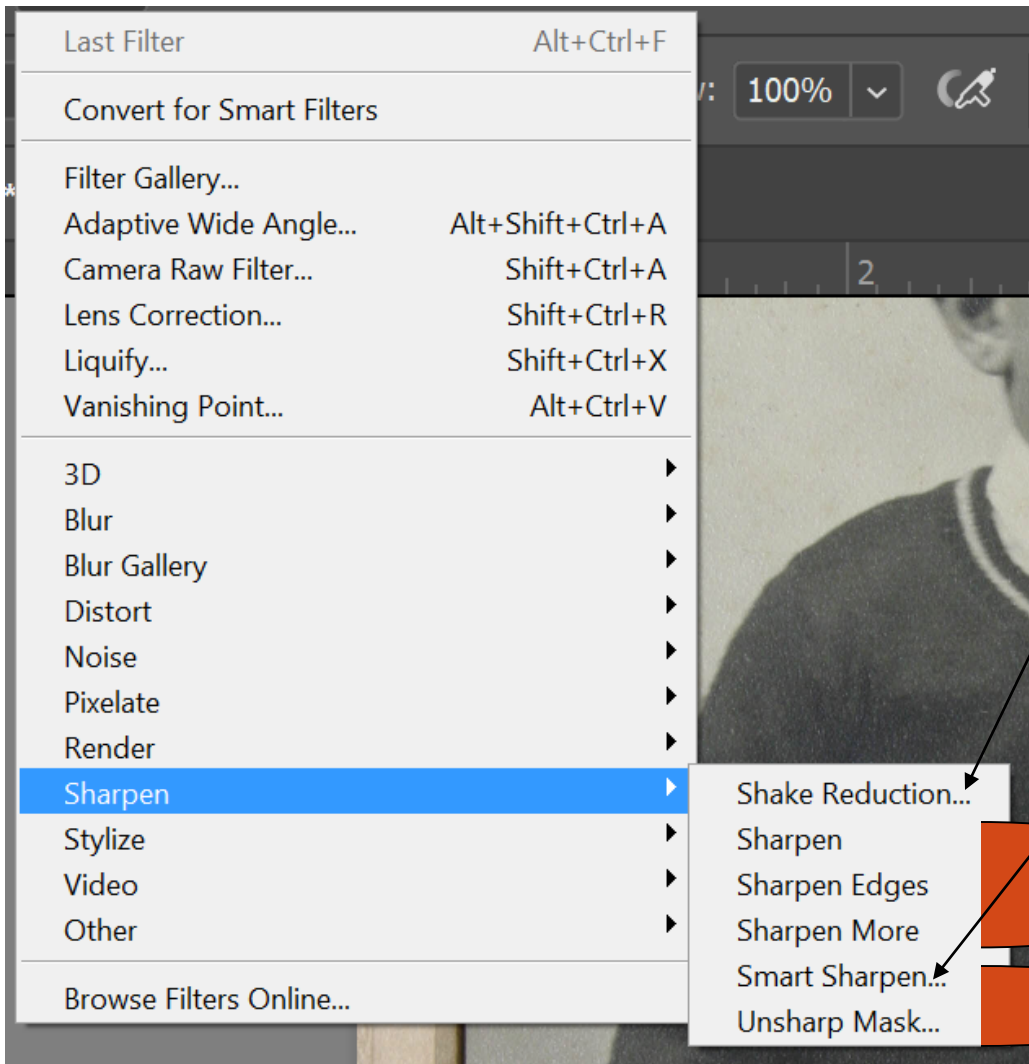 Last Filter Alt+Ctrl+F
100%
Convert for Smart Filters
*
Filter Gallery...
Adaptive Wide Angle... Alt+Shift+Ctrl+A
Camera Raw Filter... Shift+Ctrl+A
2
Lens Correction... Shift+Ctrl+R
Liquify... Shift+Ctrl+X
Vanishing Point... Alt+Ctrl+V
3D
Blur
Blur Gallery
Distort
Noise
Pixelate
Render
Sharpen
Stylize
Video
Other
Browse Filters Online...
Shake Reduction...
Sharpen
Sharpen Edges
Sharpen More
Smart Sharpen...
Unsharp Mask...